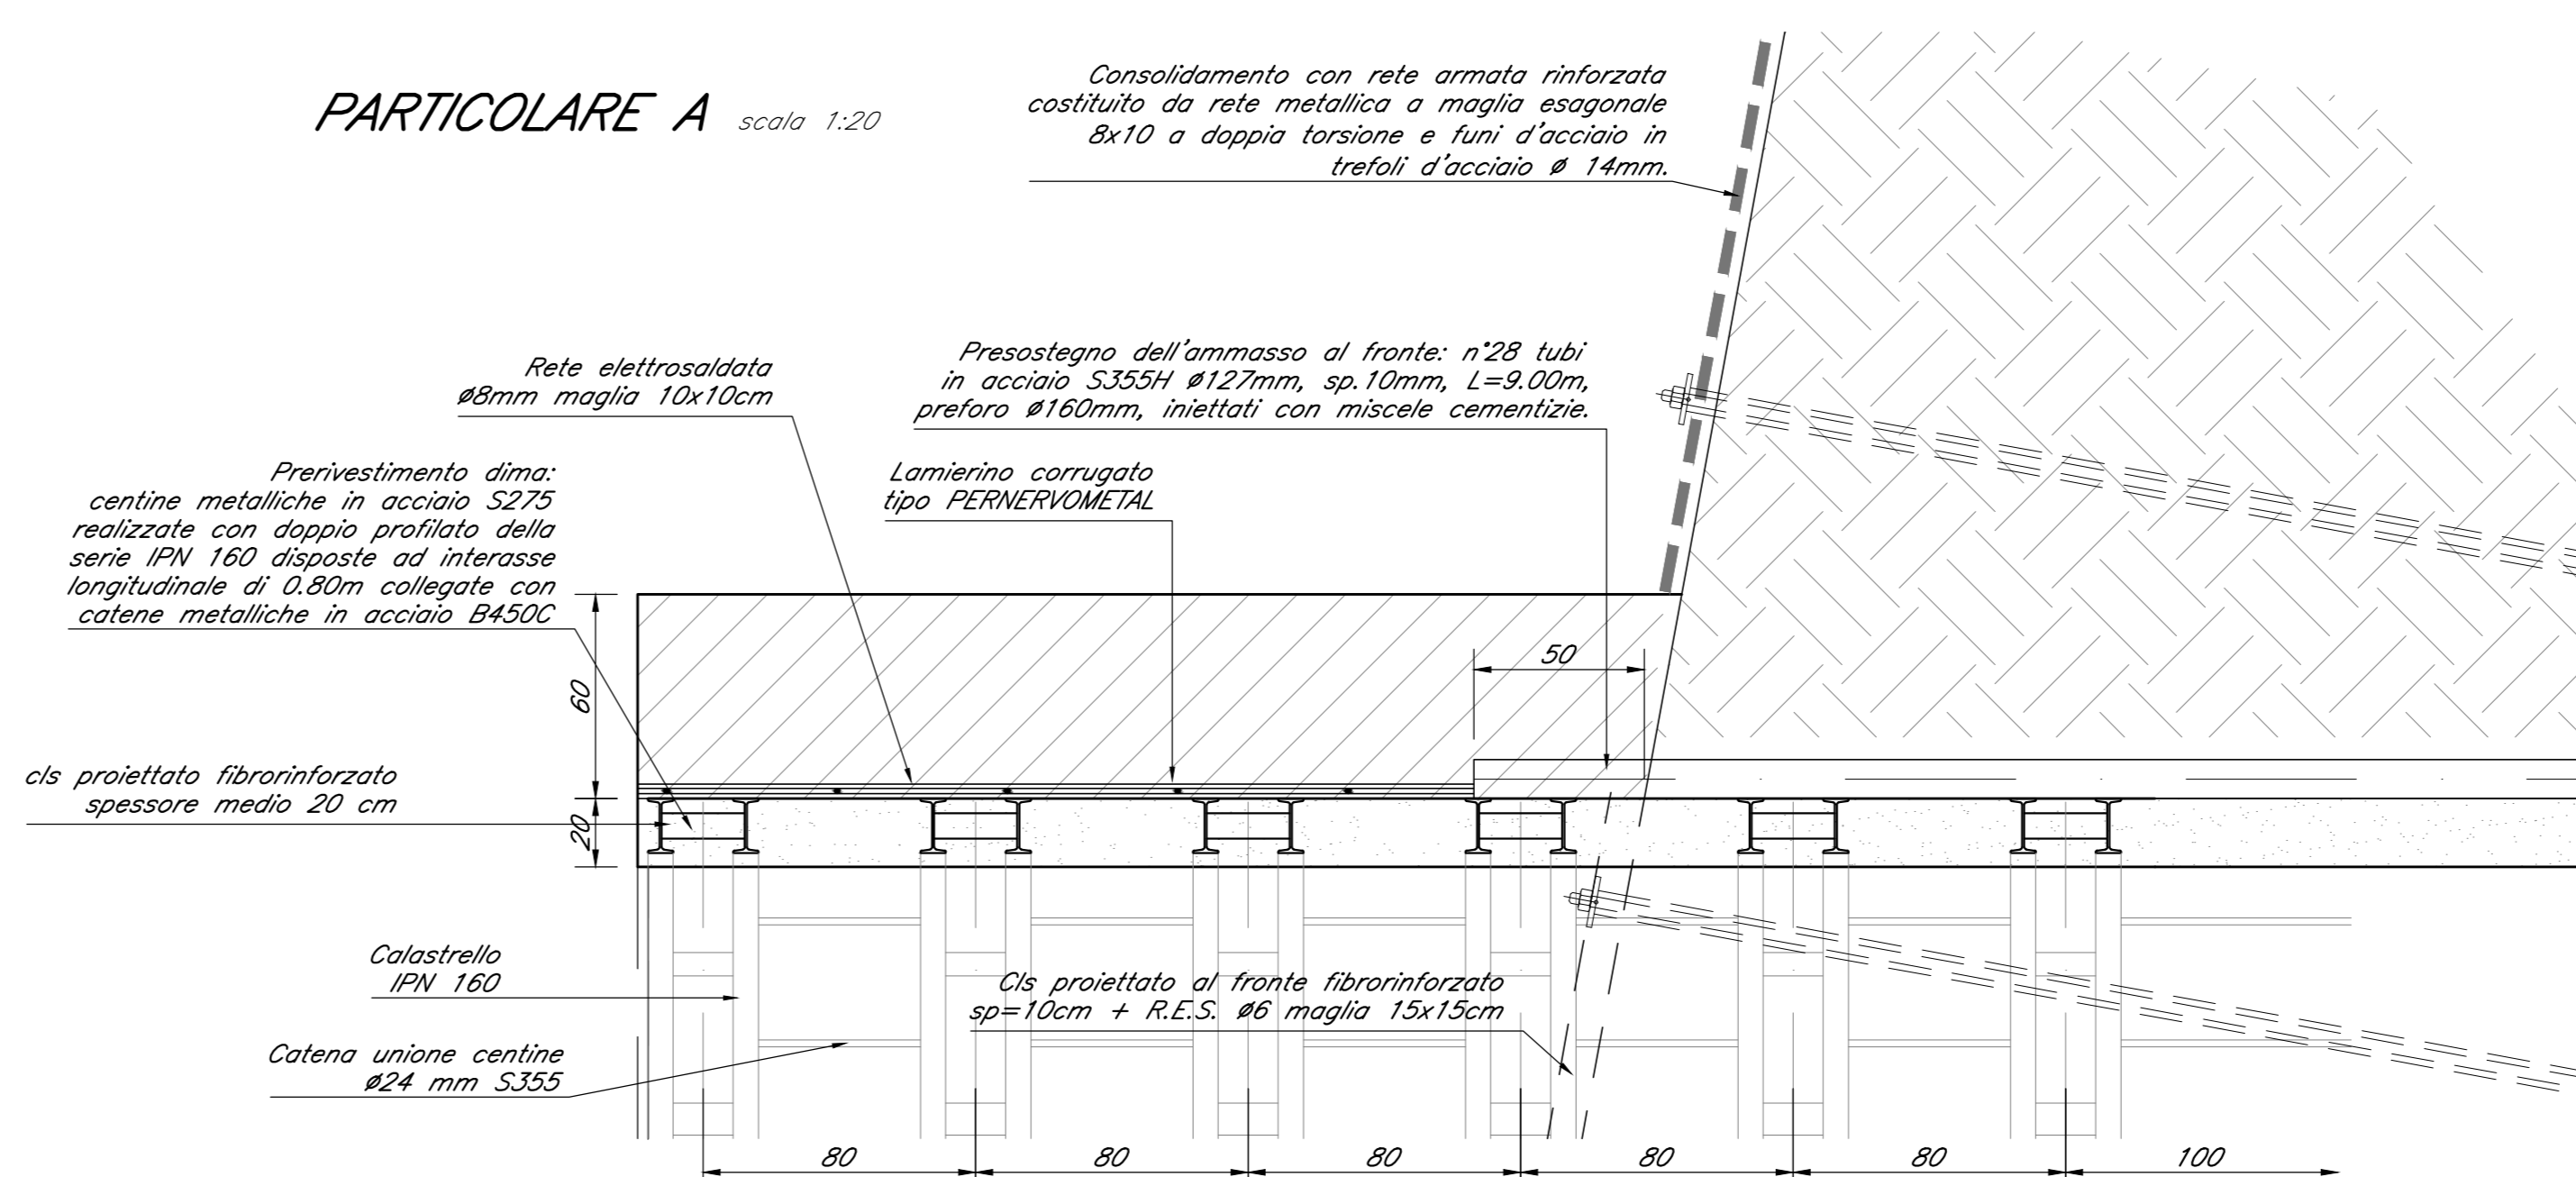 PARTICOLARE A scala 1:20
Consolidamento con rete armata rinforzata
costituito da rete metallica a maglia esagonale
8x10 a doppia torsione e funi d'acciaio in
trefoli d'acciaio ø 14mm.
Rete elettrosaldata
ø8mm maglia 10x10cm
Presostegno dell'ammasso al fronte: n°28 tubi
in acciaio S355H ø127mm, sp.10mm, L=9.00m,
preforo ø160mm, iniettati con miscele cementizie.
Prerivestimento dima:
centine metalliche in acciaio S275
realizzate con doppio profilato della
serie IPN 160 disposte ad interasse
longitudinale di 0.80m collegate con
catene metalliche in acciaio B450C
Lamierino corrugato
tipo PERNERVOMETAL
50
60
cls proiettato fibrorinforzato
spessore medio 20 cm
20
Calastrello
IPN 160
Cls proiettato al fronte fibrorinforzato
sp=10cm + R.E.S. ø6 maglia 15x15cm
Catena unione centine
ø24 mm S355
80
80
80
80
80
100